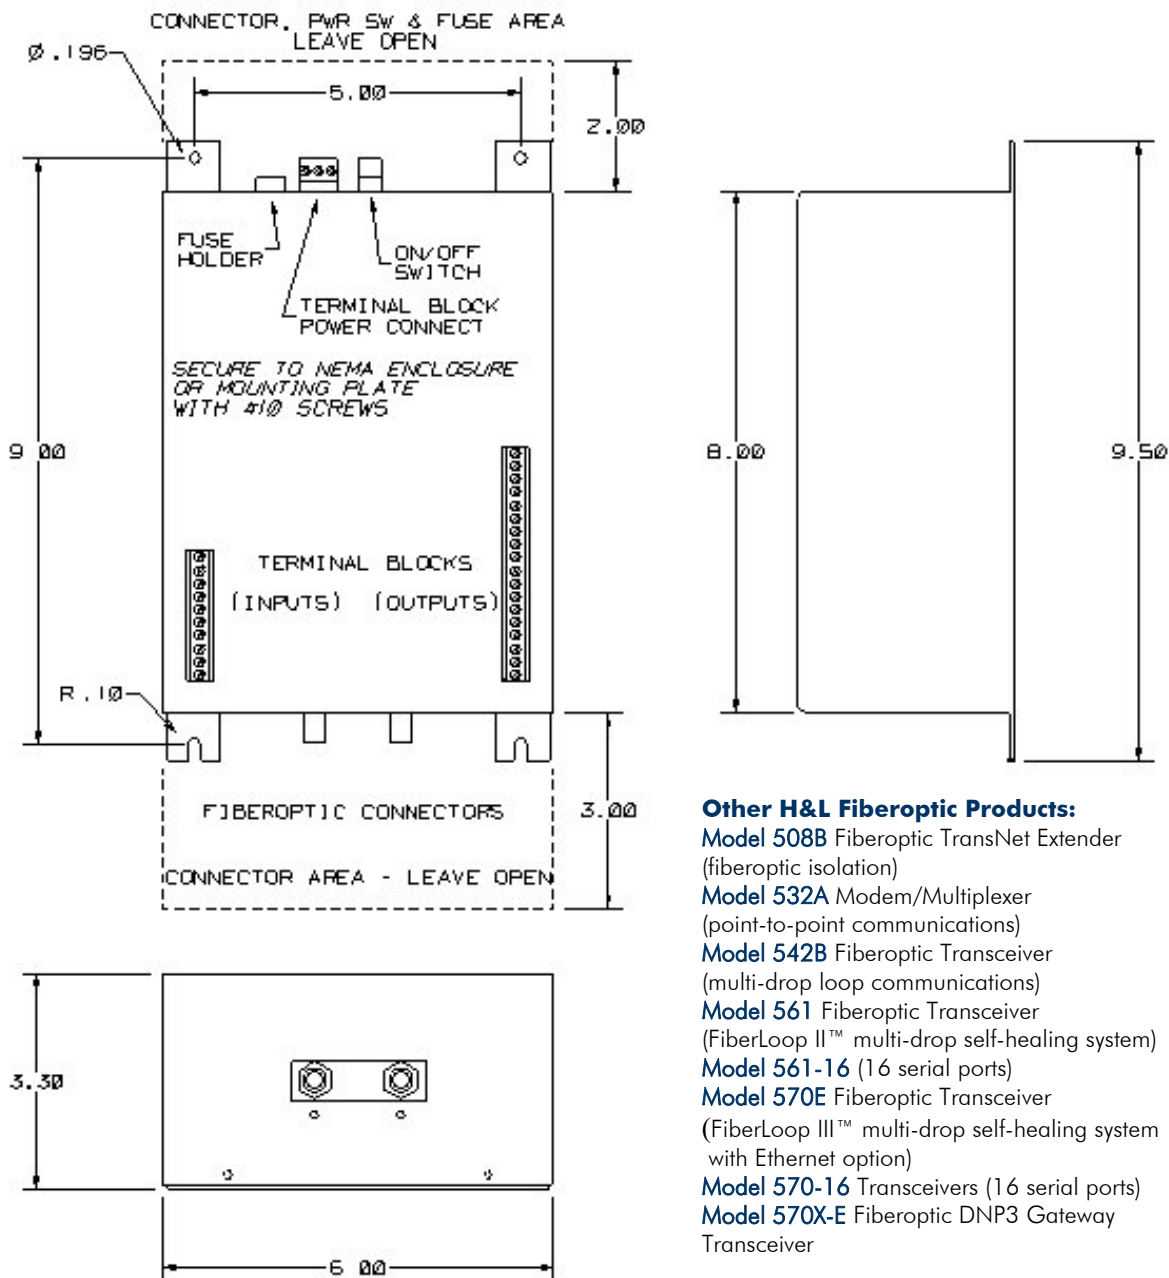 CONNECTOR, PWR SW & FUSE AREA
LEAVE OPEN
Ø.196
5.00
2.00
FUSE
HOLDER
ON/OFF
SWITCH
TERMINAL BLOCK
POWER CONNECT
SECURE TO NEMA ENCLOSURE
OR MOUNTING PLATE
WITH #10 SCREWS
9.00
8.00
9.50
TERMINAL BLOCKS
(INPUTS) (OUTPUTS)
R.10
FIBEROPTIC CONNECTORS
3.00
CONNECTOR AREA - LEAVE OPEN
3.30
6.00
Other H&L Fiberoptic Products:
Model 508B Fiberoptic TransNet Extender
(fiberoptic isolation)
Model 532A Modem/Multiplexer
(point-to-point communications)
Model 542B Fiberoptic Transceiver
(multi-drop loop communications)
Model 561 Fiberoptic Transceiver
(FiberLoop II™ multi-drop self-healing system)
Model 561-16 (16 serial ports)
Model 570E Fiberoptic Transceiver
(FiberLoop III™ multi-drop self-healing system
with Ethernet option)
Model 570-16 Transceivers (16 serial ports)
Model 570X-E Fiberoptic DNP3 Gateway
Transceiver